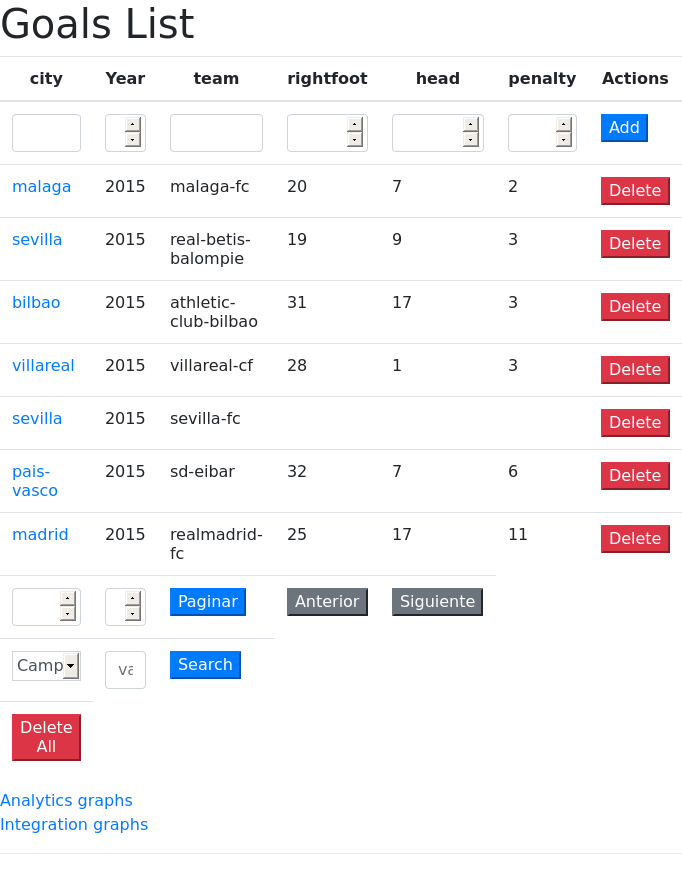 Goals List
city Year team rightfoot head penalty Actions
Add
malaga 2015 malaga-fc 20 7 2 Delete
sevilla 2015 real-betis- 19 9 3 Delete
balompie
bilbao 2015 athletic- 31 17 3 Delete
club-bilbao
villareal 2015 villareal-cf 28 1 3 Delete
sevilla 2015 sevilla-fc Delete
pais- 2015 sd-eibar 32 7 6 Delete
vasco
madrid 2015 realmadrid- 25 17 11 Delete
fc
Paginar Anterior Siguiente
Camp Search
Delete
All
Analytics graphs
Integration graphs